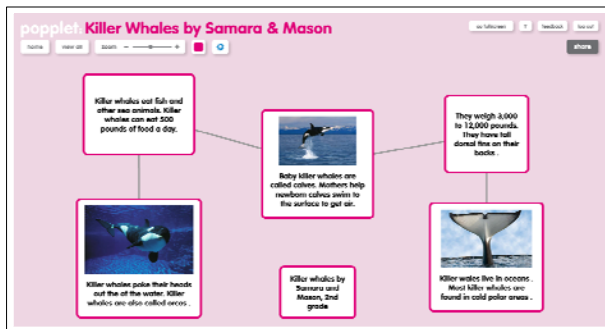 popplet: Killer Whales by Samara & Mason
go fullscreen
?
feedback
log out
home
view all
zoom
share
Killer whales eat fish and
other sea animals. Killer
whales can eat 500
pounds of food a day.
Baby killer whales are
called calves. Mothers help
newborn calves swim to
the surface to get air.
They weigh 3,000
to 12,000 pounds.
They have tall
dorsal fins on their
backs .
Killer whales poke their heads
out the of the water. Killer
whales are also called orcas .
Killer whales by
Samara and
Mason, 2nd
grade
Killer wales live in oceans .
Most killer whales are
found in cold polar areas .